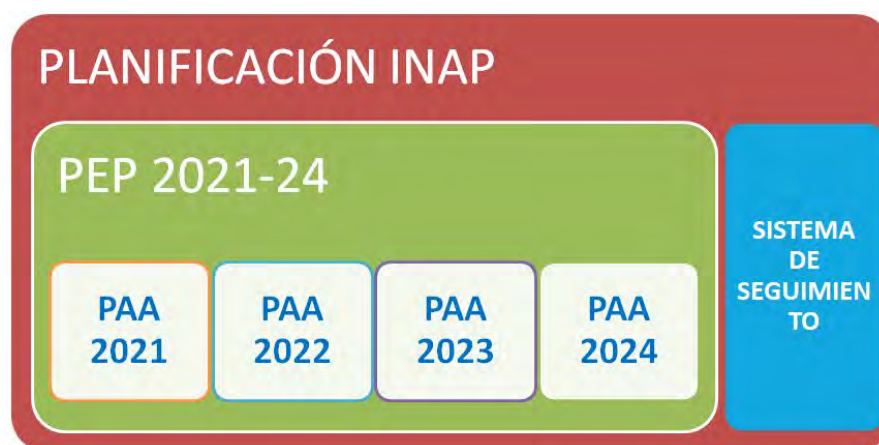 PLANIFICACIÓN INAP
PEP 2021-24
PAA
2021
PAA
2022
PAA
2023
PAA
2024
SISTEMA
DE
SEGUIMIEN
TO